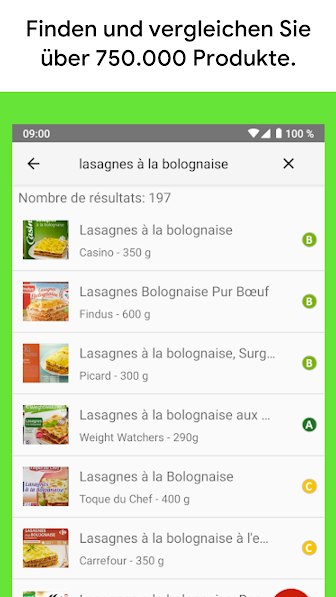 Finden und vergleichen Sie
über 750.000 Produkte.
09:00
100 %
lasagnes à la bolognaise
Nombre de résultats: 197
Casino
Lasagnes à la bolognaise
Casino - 350 g
B
Lasagnes Bolognaise Pur Bœuf
Findus - 600 g
B
Lasagnes à la bolognaise, Surg...
Picard - 300 g
B
Lasagnes à la bolognaise aux ...
Weight Watchers - 290g
A
Lasagnes à la Bolognaise
Toque du Chef - 400 g
C
Lasagnes à la bolognaise à l'e...
Carrefour - 350 g
C